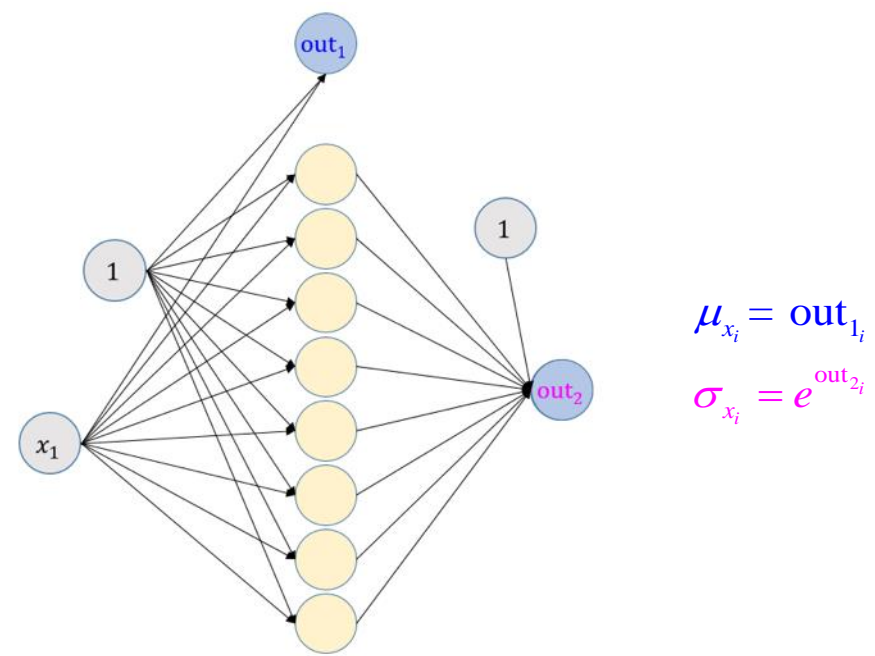 out₁
1
1
x₁
out₂
μ_{x_i} = out_{1_i}
σ_{x_i} = e^{out_{2_i}}